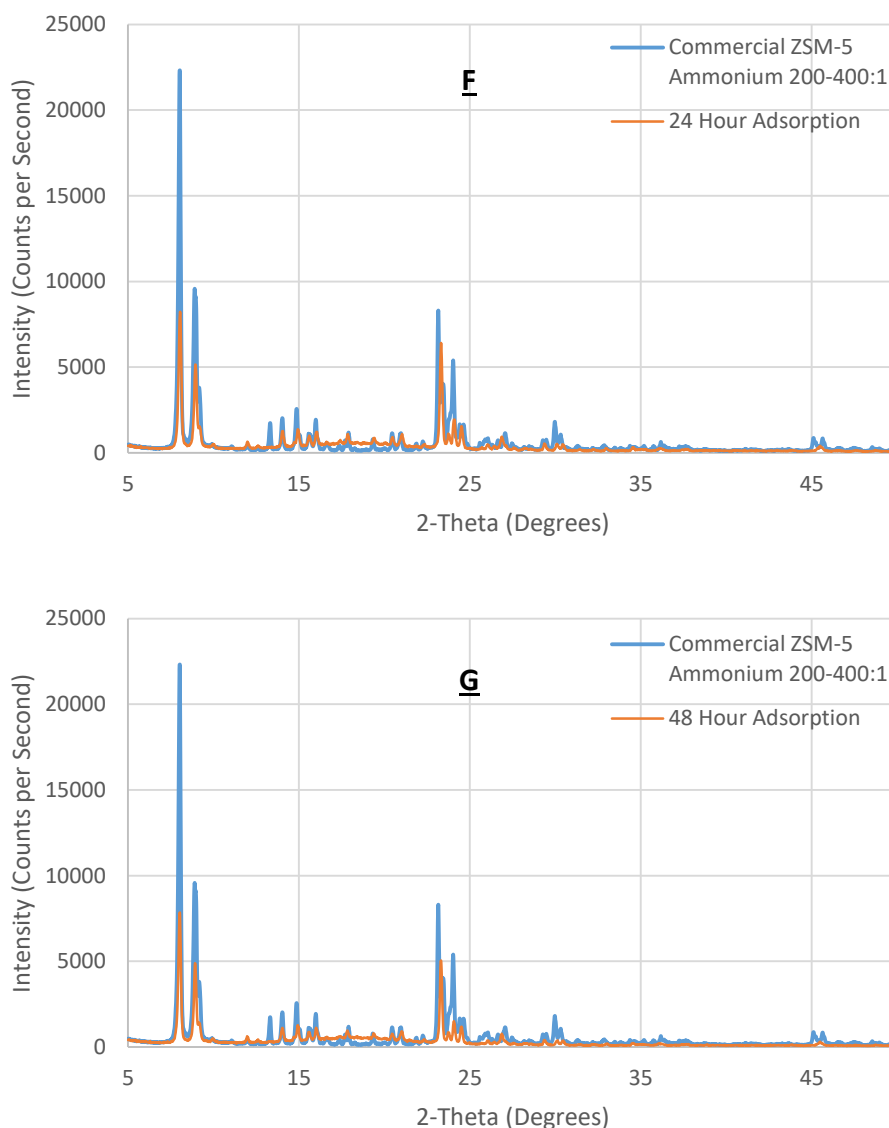 25000
20000
15000
10000
5000
0
Intensity (Counts per Second)
Commercial ZSM-5
Ammonium 200-400:1
24 Hour Adsorption
F
5 15 25 35 45
2-Theta (Degrees)
25000
20000
15000
10000
5000
0
Intensity (Counts per Second)
Commercial ZSM-5
Ammonium 200-400:1
48 Hour Adsorption
G
5 15 25 35 45
2-Theta (Degrees)